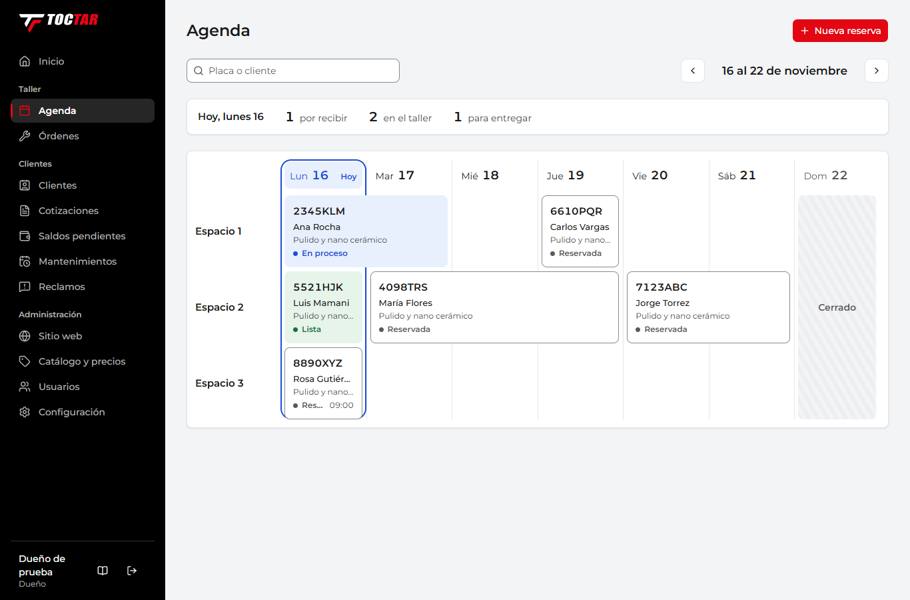 TOCTAR
Inicio
Taller
Agenda
Órdenes
Clientes
Clientes
Cotizaciones
Saldos pendientes
Mantenimientos
Reclamos
Administración
Sitio web
Catálogo y precios
Usuarios
Configuración
Dueño de
prueba
Dueño
Agenda
+ Nueva reserva
Placa o cliente
16 al 22 de noviembre
Hoy, lunes 16 1 por recibir 2 en el taller 1 para entregar
Lun 16 Hoy Mar 17 Mié 18 Jue 19 Vie 20 Sáb 21 Dom 22
Espacio 1
2345KLM
Ana Rocha
Pulido y nano cerámico
En proceso
6610PQR
Carlos Vargas
Pulido y nano...
Reservada
Espacio 2
5521HJK
Luis Mamani
Pulido y nano...
Lista
4098TRS
María Flores
Pulido y nano cerámico
Reservada
7123ABC
Jorge Torrez
Pulido y nano cerámico
Reservada
Cerrado
Espacio 3
8890XYZ
Rosa Gutiér...
Pulido y nano...
Res... 09:00